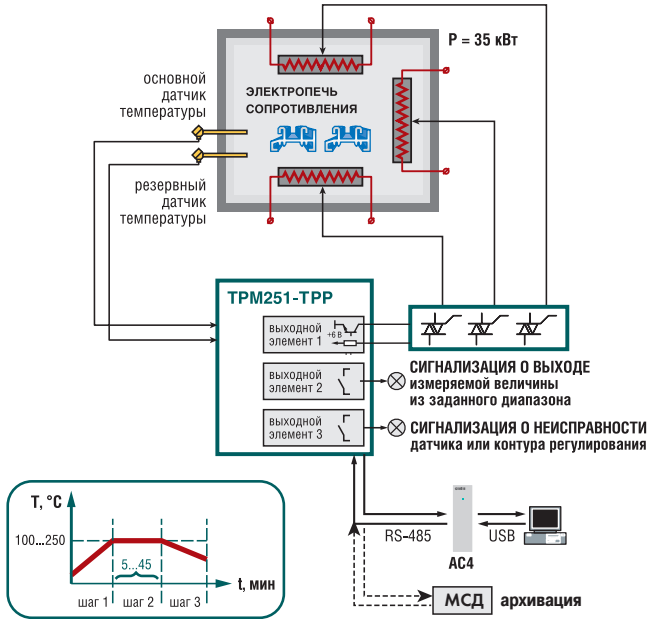 P = 35 кВт
основной
датчик
температуры
ЭЛЕКТРОПЕЧЬ
СОПРОТИВЛЕНИЯ
резервный
датчик
температуры
ТРМ251-ТРР
выходной
элемент 1
+6 В
выходной
элемент 2
СИГНАЛИЗАЦИЯ О ВЫХОДЕ
измеряемой величины
из заданного диапазона
выходной
элемент 3
СИГНАЛИЗАЦИЯ О НЕИСПРАВНОСТИ
датчика или контура регулирования
T, °C
100...250
5...45
t, мин
шаг 1
шаг 2
шаг 3
RS-485
USB
АС4
МСД
архивация